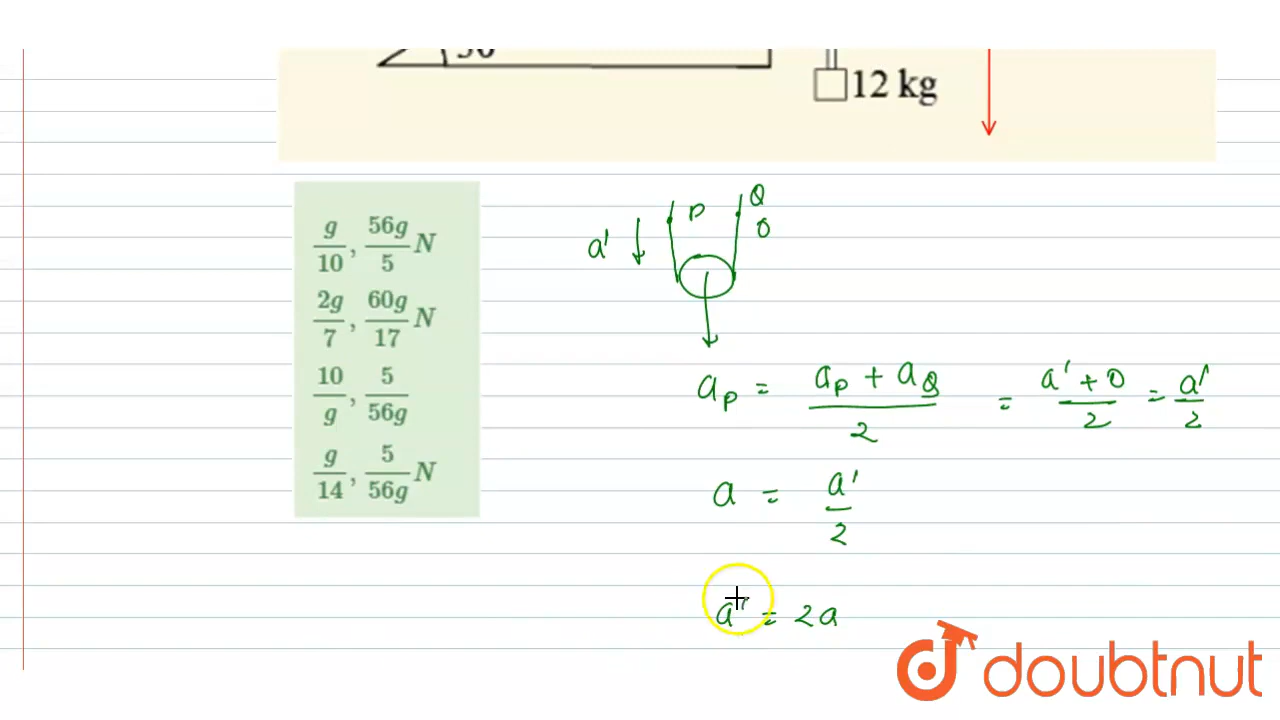 12 kg
g/10, 56g/5 N
2g/7, 60g/17 N
10/g, 5/56g
g/14, 5/56g N
P Q
a' 0
a_P = (a_P + a_Q)/2 = (a' + 0)/2 = a'/2
a = a'/2
a' = 2a
doubtnut